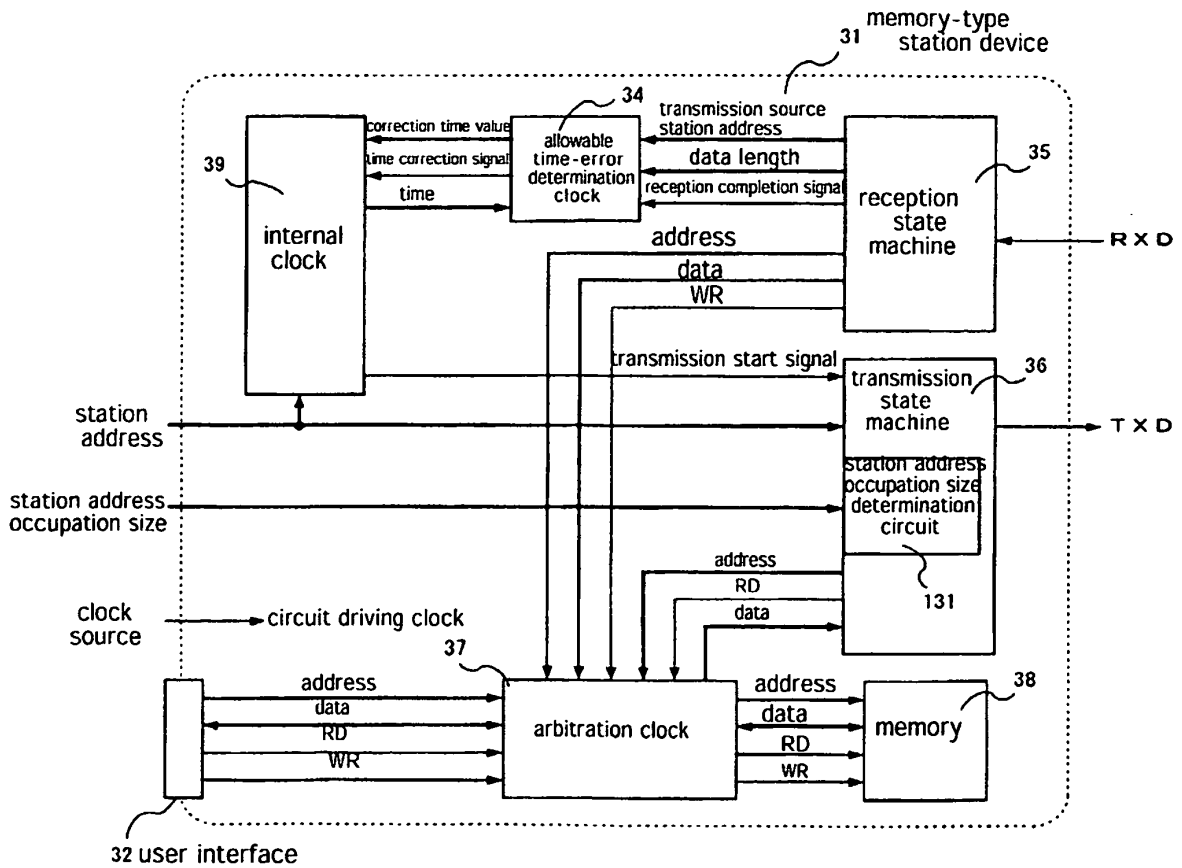 memory-type
station device
31
34
transmission source
station address
data length
reception completion signal
correction time value
time correction signal
time
allowable
time-error
determination
clock
39
internal
clock
35
reception
state
machine
RXD
address
data
WR
transmission start signal
36
transmission
state
machine
TXD
station
address
station address
occupation size
station address
occupation size
determination
circuit
131
address
RD
data
clock
source
circuit driving clock
37
arbitration clock
address
data
RD
WR
address
data
RD
WR
38
memory
32 user interface